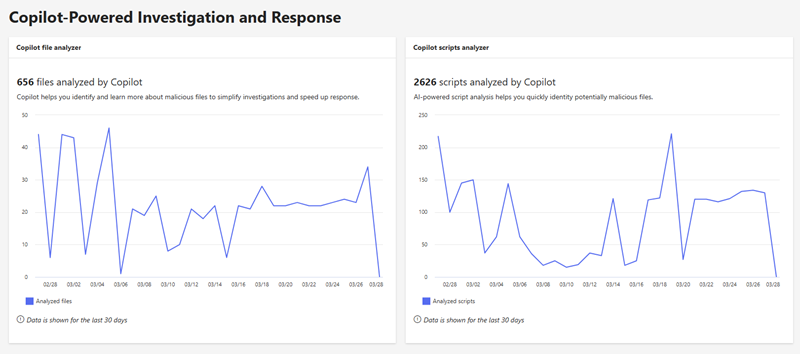 Copilot-Powered Investigation and Response
Copilot file analyzer
656 files analyzed by Copilot
Copilot helps you identify and learn more about malicious files to simplify investigations and speed up response.
50
40
30
20
10
0
02/28 03/02 03/04 03/06 03/08 03/10 03/12 03/14 03/16 03/18 03/20 03/22 03/24 03/26 03/28
Analyzed files
Data is shown for the last 30 days
Copilot scripts analyzer
2626 scripts analyzed by Copilot
AI-powered script analysis helps you quickly identity potentially malicious files.
250
200
150
100
50
0
02/28 03/02 03/04 03/06 03/08 03/10 03/12 03/14 03/16 03/18 03/20 03/22 03/24 03/26 03/28
Analyzed scripts
Data is shown for the last 30 days